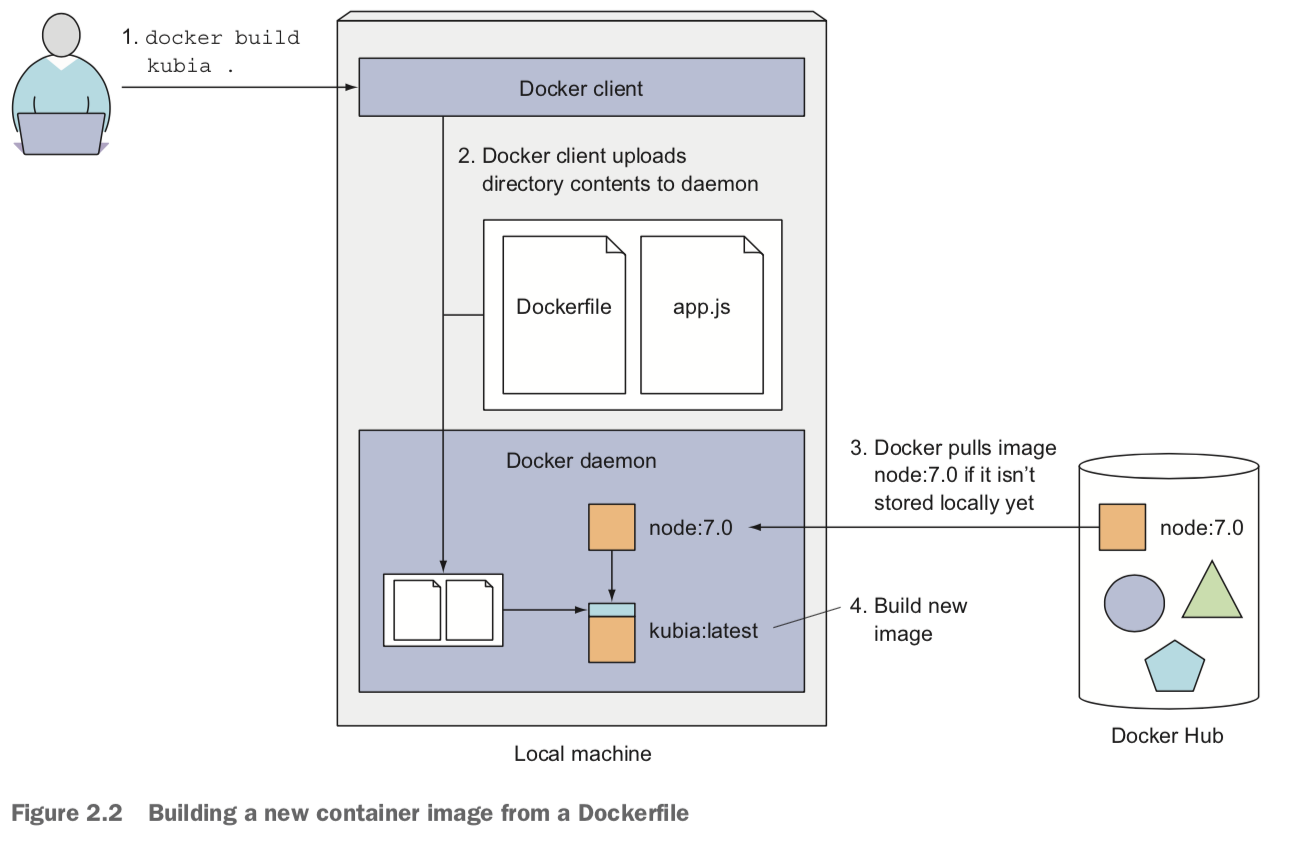 1. docker build
kubia .
Docker client
2. Docker client uploads
directory contents to daemon
Dockerfile
app.js
Docker daemon
3. Docker pulls image
node:7.0 if it isn’t
stored locally yet
node:7.0
node:7.0
kubia:latest
4. Build new
image
Docker Hub
Local machine
Figure 2.2 Building a new container image from a Dockerfile